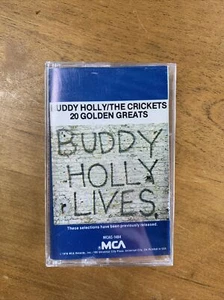 BUDDY HOLLY/THE CRICKETS
20 GOLDEN GREATS
BUDDY
HOLLY
LIVES
These selections have been previously released.
MCAC-1484
MCA